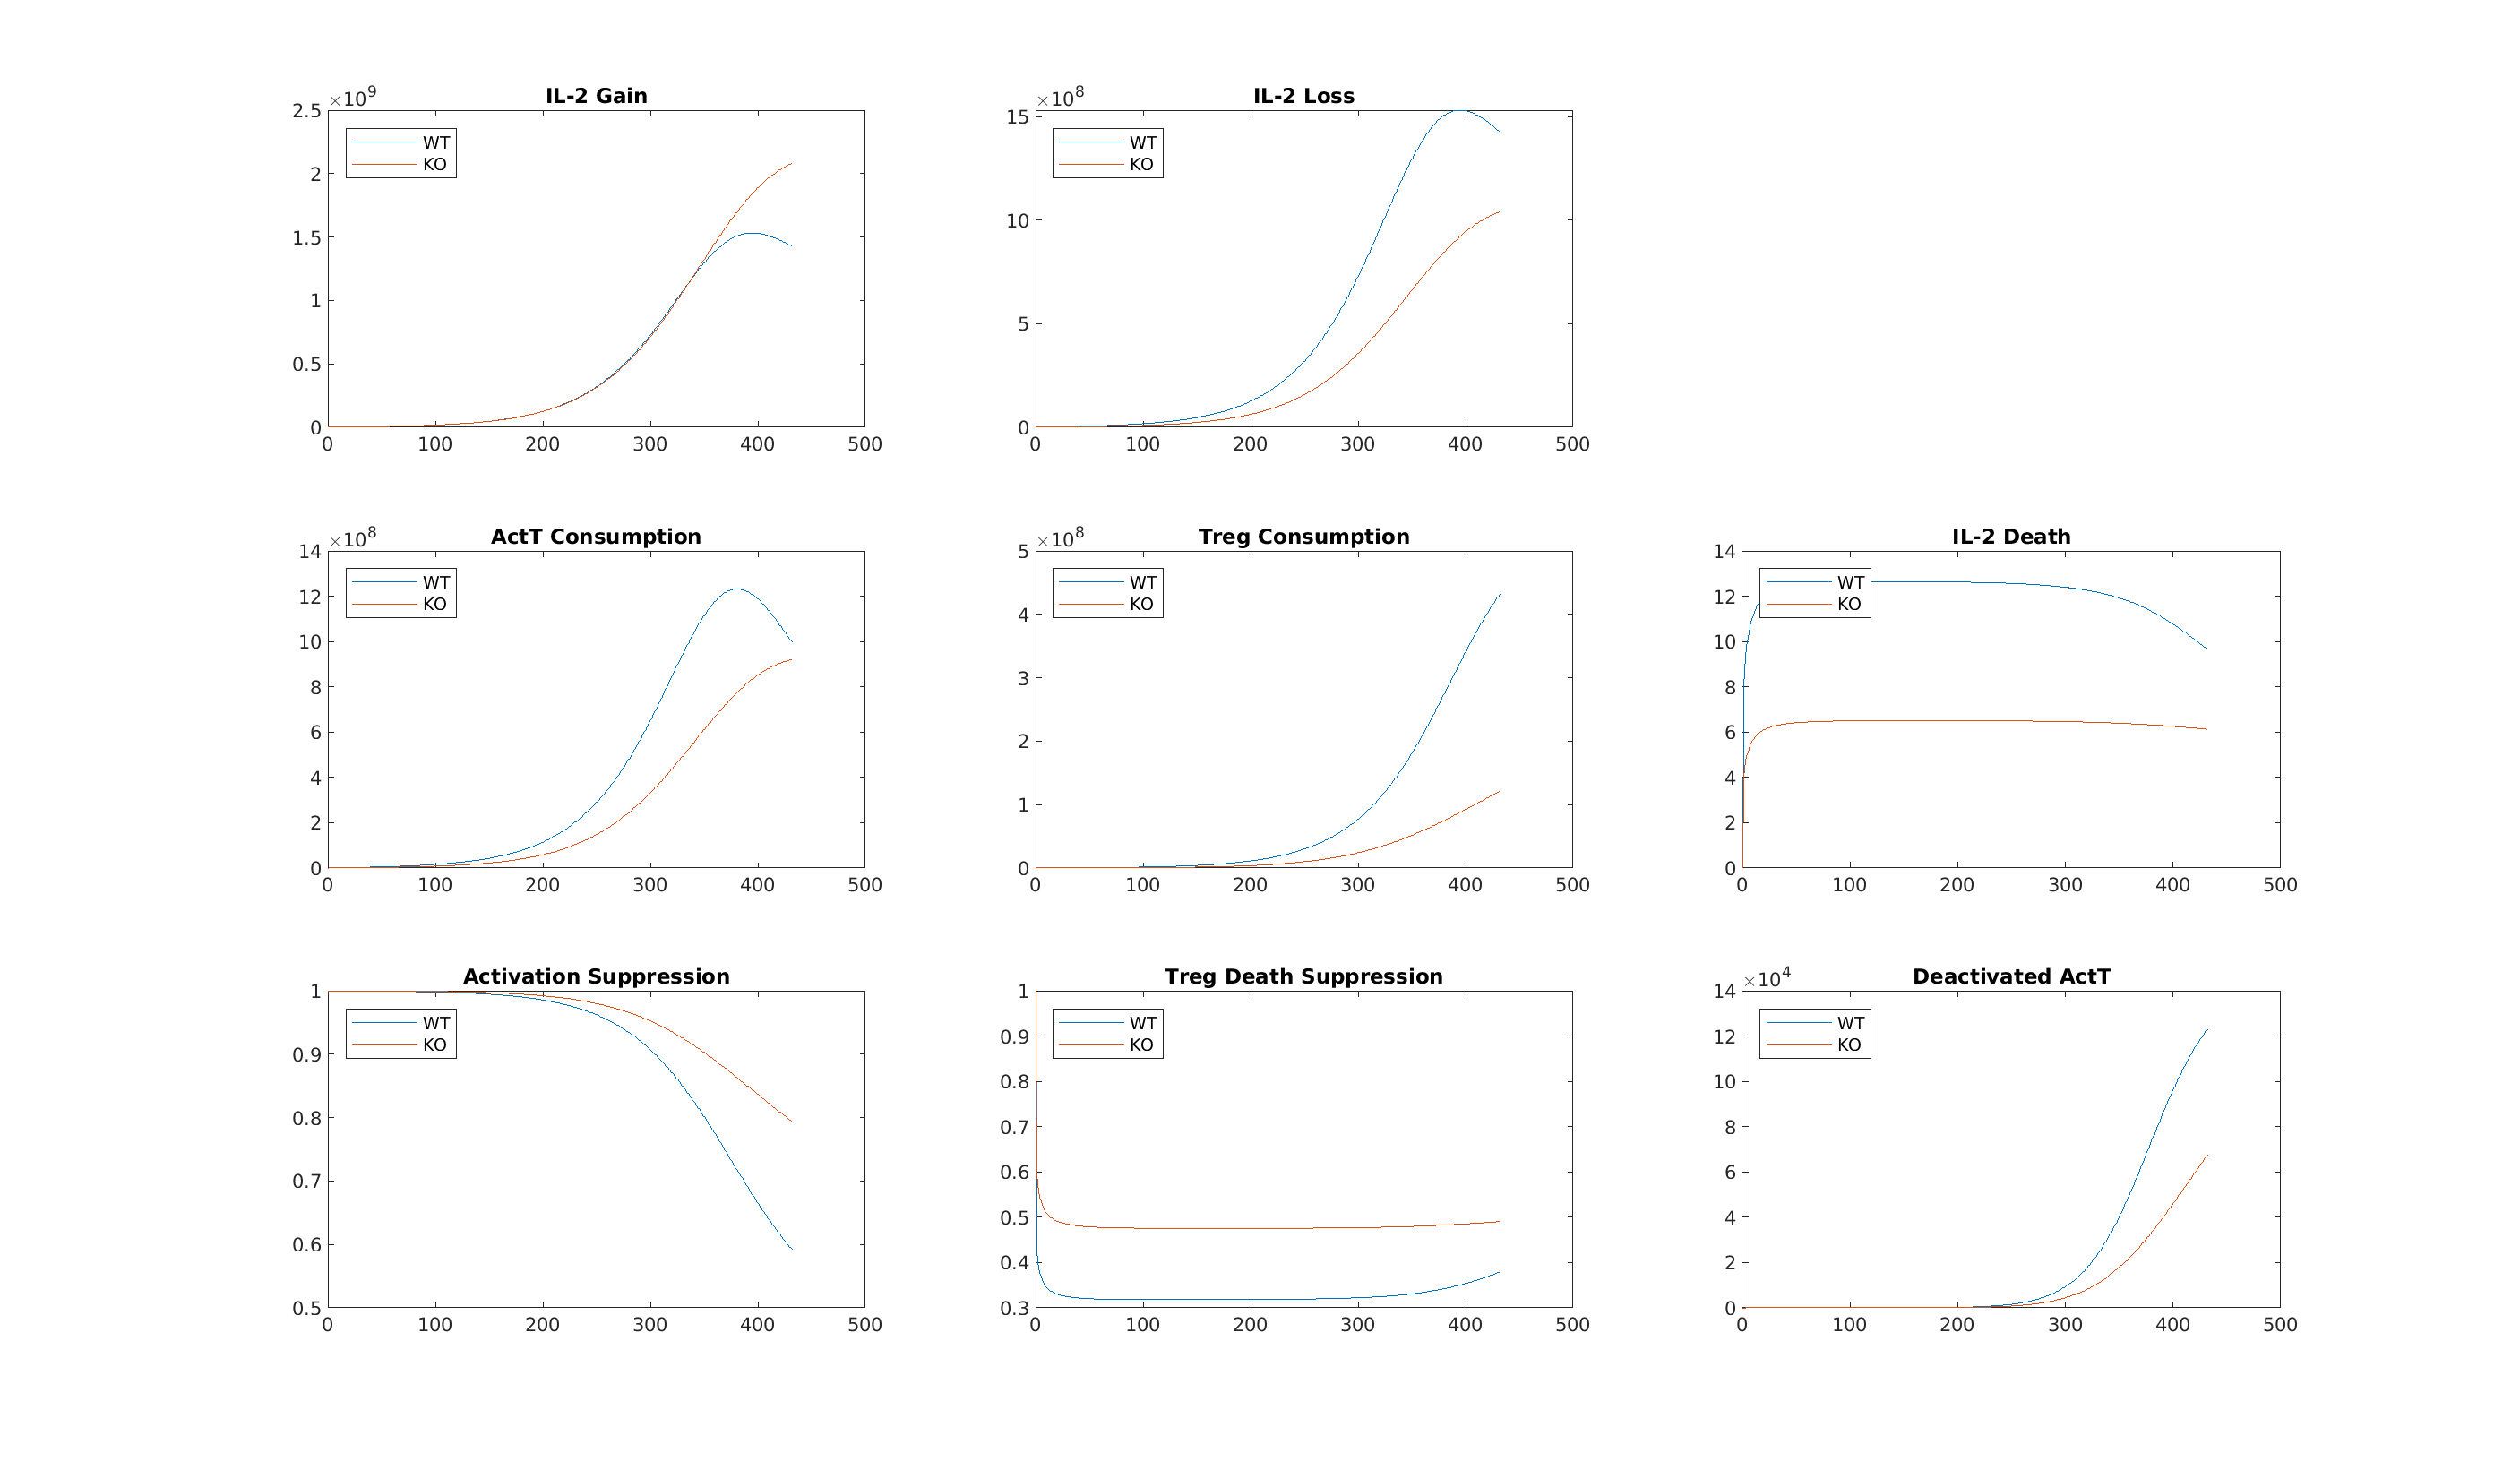 IL-2 Gain
×10^9
2.5
2
1.5
1
0.5
0
0 100 200 300 400 500
WT
KO
IL-2 Loss
×10^8
15
10
5
0
0 100 200 300 400 500
WT
KO
ActT Consumption
×10^8
14
12
10
8
6
4
2
0
0 100 200 300 400 500
WT
KO
Treg Consumption
×10^8
5
4
3
2
1
0
0 100 200 300 400 500
WT
KO
IL-2 Death
14
12
10
8
6
4
2
0
0 100 200 300 400 500
WT
KO
Activation Suppression
1
0.9
0.8
0.7
0.6
0.5
0 100 200 300 400 500
WT
KO
Treg Death Suppression
1
0.9
0.8
0.7
0.6
0.5
0.4
0.3
0 100 200 300 400 500
WT
KO
Deactivated ActT
×10^4
14
12
10
8
6
4
2
0
0 100 200 300 400 500
WT
KO